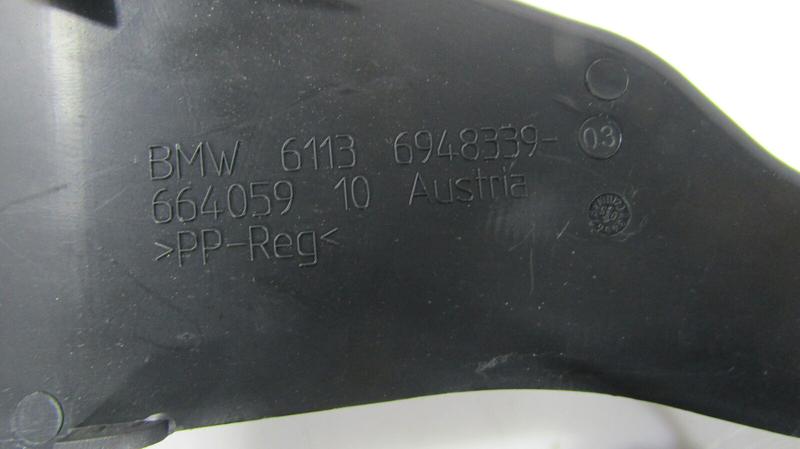 BMW 6113 6948339-
03
664059 10 Austria
>PP-Reg<